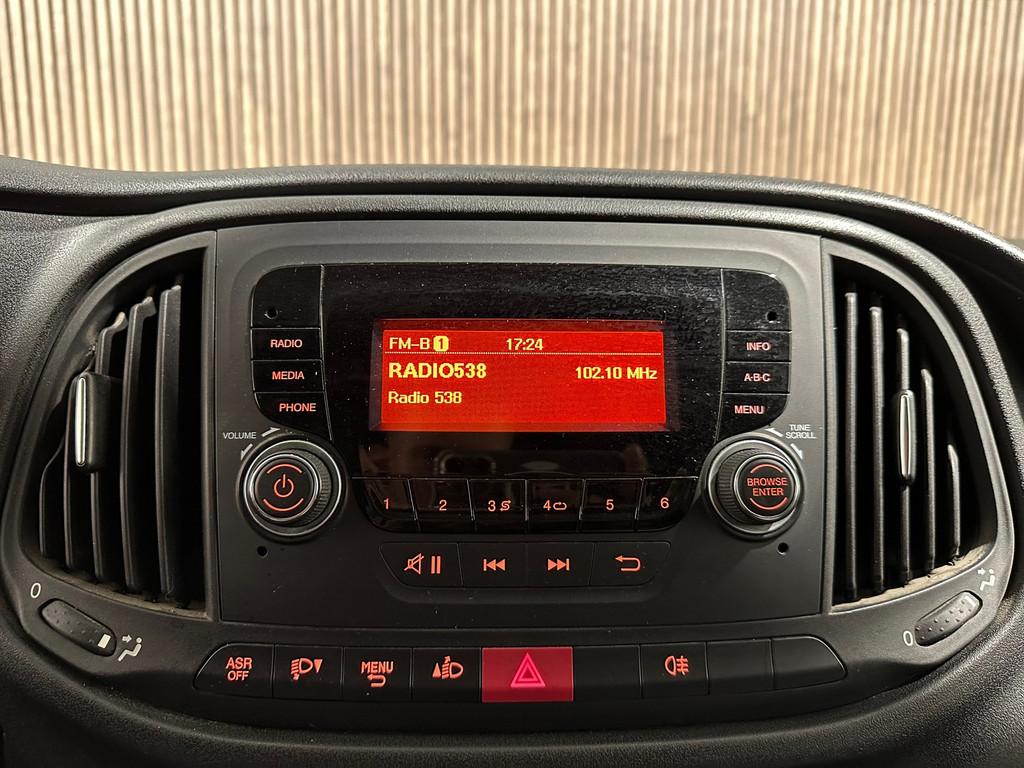 FM-B 1 17:24
RADIO538 102.10 MHz
Radio 538
RADIO
MEDIA
PHONE
INFO
A-B-C
MENU
VOLUME
TUNE
SCROLL
BROWSE
ENTER
1 2 3 4 5 6
0
0
ASR
OFF
MENU